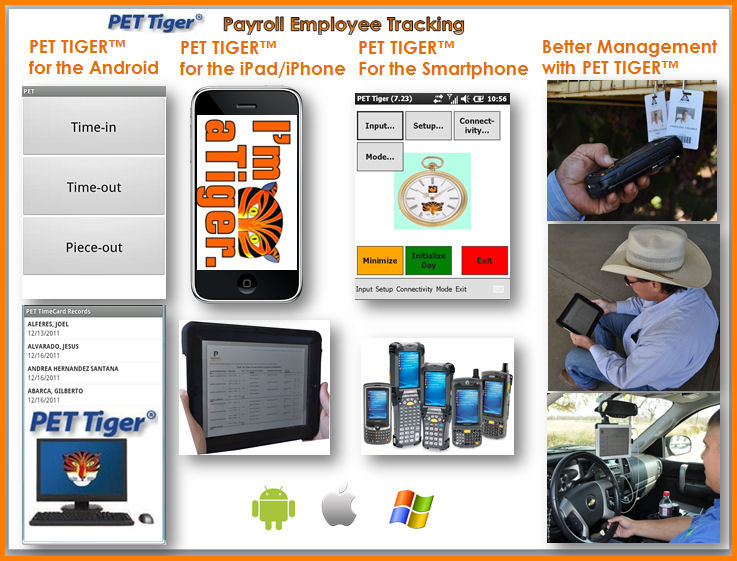 PET Tiger® Payroll Employee Tracking
PET TIGER™
for the Android
PET TIGER™
for the iPad/iPhone
PET TIGER™
For the Smartphone
Better Management
with PET TIGER™
PET
Time-in
Time-out
Piece-out
I'm
a Tiger.
PET Tiger (7.23) 10:56
Input... Setup... Connect-
ivity...
Mode...
Minimize Initialize
Day Exit
Input Setup Connectivity Mode Exit
PET TimeCard Records
ALFERES, JOEL
12/13/2011
ALVARADO, JESUS
12/16/2011
ANDREA HERNANDEZ SANTANA
12/16/2011
ABARCA, GILBERTO
12/16/2011
PET Tiger®